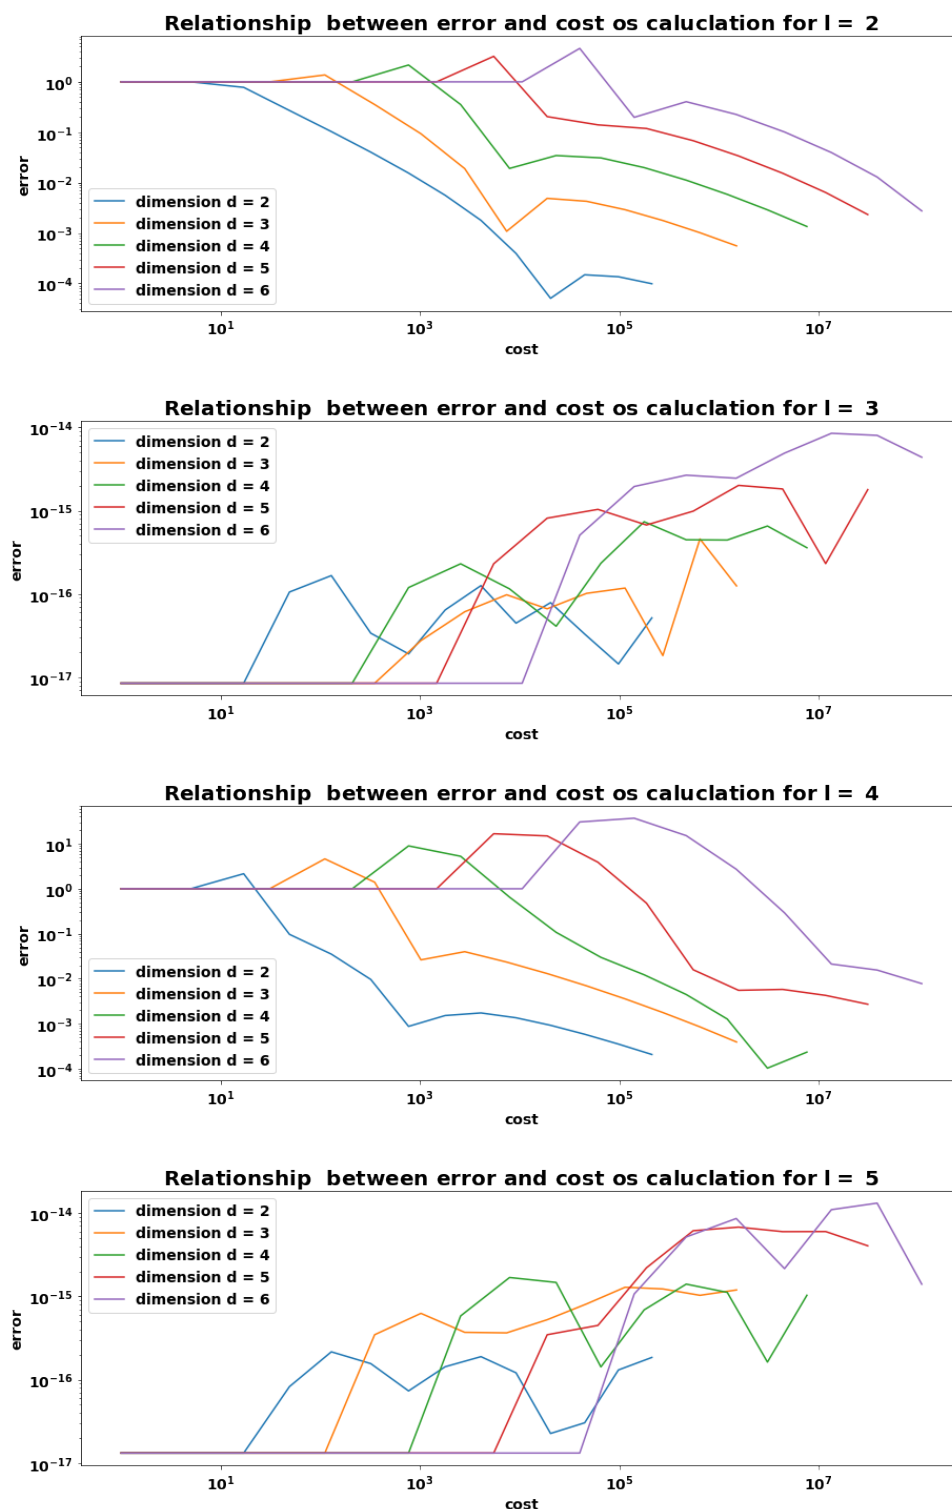 Relationship  between error and cost os caluclation for l =  2
10^0
10^-1
10^-2
10^-3
10^-4
error
dimension d = 2
dimension d = 3
dimension d = 4
dimension d = 5
dimension d = 6
10^1 10^3 10^5 10^7
cost
Relationship  between error and cost os caluclation for l =  3
10^-14
10^-15
10^-16
10^-17
error
dimension d = 2
dimension d = 3
dimension d = 4
dimension d = 5
dimension d = 6
10^1 10^3 10^5 10^7
cost
Relationship  between error and cost os caluclation for l =  4
10^1
10^0
10^-1
10^-2
10^-3
10^-4
error
dimension d = 2
dimension d = 3
dimension d = 4
dimension d = 5
dimension d = 6
10^1 10^3 10^5 10^7
cost
Relationship  between error and cost os caluclation for l =  5
10^-14
10^-15
10^-16
10^-17
error
dimension d = 2
dimension d = 3
dimension d = 4
dimension d = 5
dimension d = 6
10^1 10^3 10^5 10^7
cost